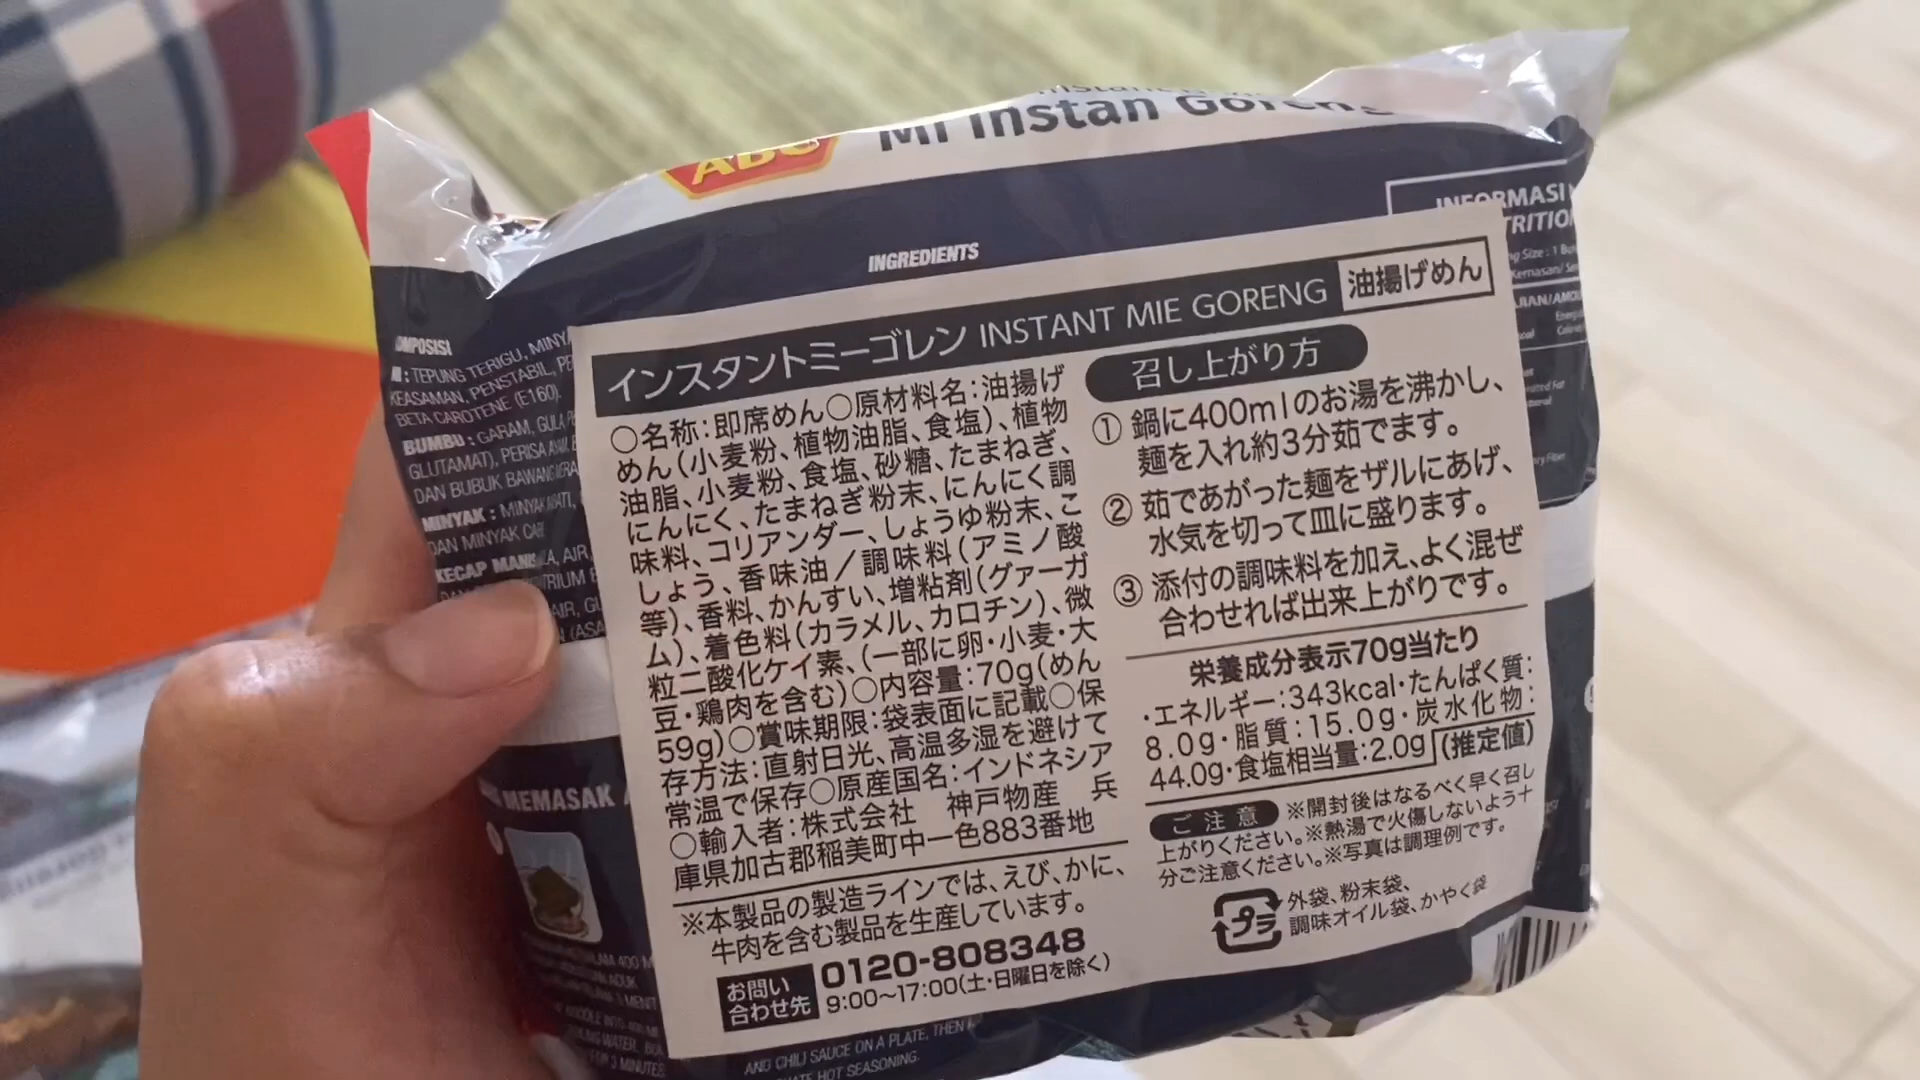 ABC
Mi Instan Goreng
INGREDIENTS
INFORMASI
インスタントミーゴレン INSTANT MIE GORENG 油揚げめん
○名称:即席めん○原材料名:油揚げ
めん(小麦粉、植物油脂、食塩)、植物
油脂、小麦粉、食塩、砂糖、たまねぎ、
にんにく、たまねぎ粉末、にんにく調
味料、コリアンダー、しょうゆ粉末、こ
しょう、香味油/調味料(アミノ酸
等)、香料、かんすい、増粘剤(グァーガ
ム)、着色料(カラメル、カロチン)、微
粒二酸化ケイ素、(一部に卵・小麦・大
豆・鶏肉を含む)○内容量:70g(めん
59g)○賞味期限:袋表面に記載○保
存方法:直射日光、高温多湿を避けて
常温で保存○原産国名:インドネシア
○輸入者:株式会社 神戸物産 兵
庫県加古郡稲美町中一色883番地
※本製品の製造ラインでは、えび、かに、
牛肉を含む製品を生産しています。
お問い合わせ先 0120-808348
9:00〜17:00(土・日曜日を除く)
召し上がり方
① 鍋に400mlのお湯を沸かし、
麺を入れ約3分茹でます。
② 茹であがった麺をザルにあげ、
水気を切って皿に盛ります。
③ 添付の調味料を加え、よく混ぜ
合わせれば出来上がりです。
栄養成分表示70g当たり
・エネルギー:343kcal・たんぱく質:
8.0g・脂質:15.0g・炭水化物:
44.0g・食塩相当量:2.0g (推定値)
ご注意 ※開封後はなるべく早く召し
上がりください。※熱湯で火傷しないよう十
分ご注意ください。※写真は調理例です。
プラ
外袋、粉末袋、
調味オイル袋、かやく袋
TEPUNG TERIGU,
KEASAMAN, PENSTABIL,
BETA CAROTENE (E160).
BUMBU : GARAM, GULA
GLUTAMAT), PERISA
DAN BUBUK BAWANG
MINYAK : MINYAK
DAN MINYAK
KECAP
MEMASAK
AND CHILI SAUCE ON A PLATE, THEN
HOT SEASONING.